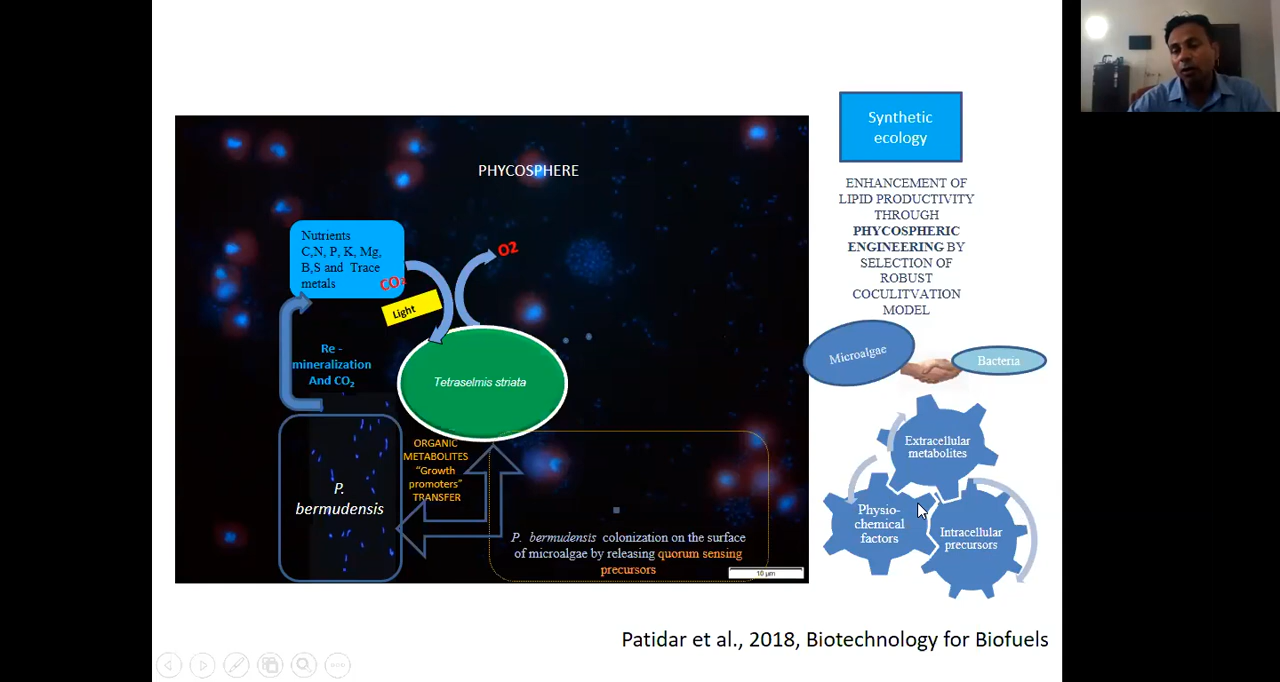 PHYCOSPHERE
Nutrients
C,N, P, K, Mg,
B,S and Trace
metals
CO₂
O2
Light
Re -
mineralization
And CO₂
Tetraselmis striata
P.
bermudensis
ORGANIC
METABOLITES
"Growth
promoters"
TRANSFER
P. bermudensis colonization on the surface
of microalgae by releasing quorum sensing
precursors
10 µm
Synthetic
ecology
ENHANCEMENT OF
LIPID PRODUCTIVITY
THROUGH
PHYCOSPHERIC
ENGINEERING BY
SELECTION OF
ROBUST
COCULITVATION
MODEL
Microalgae
Bacteria
Extracellular
metabolites
Physio-
chemical
factors
Intracellular
precursors
Patidar et al., 2018, Biotechnology for Biofuels